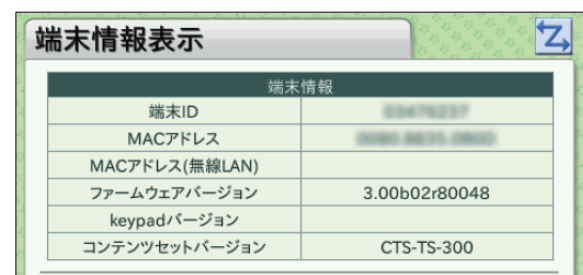 端末情報表示
端末情報
端末ID
MACアドレス
MACアドレス(無線LAN)
ファームウェアバージョン 3.00b02r80048
keypadバージョン
コンテンツセットバージョン CTS-TS-300